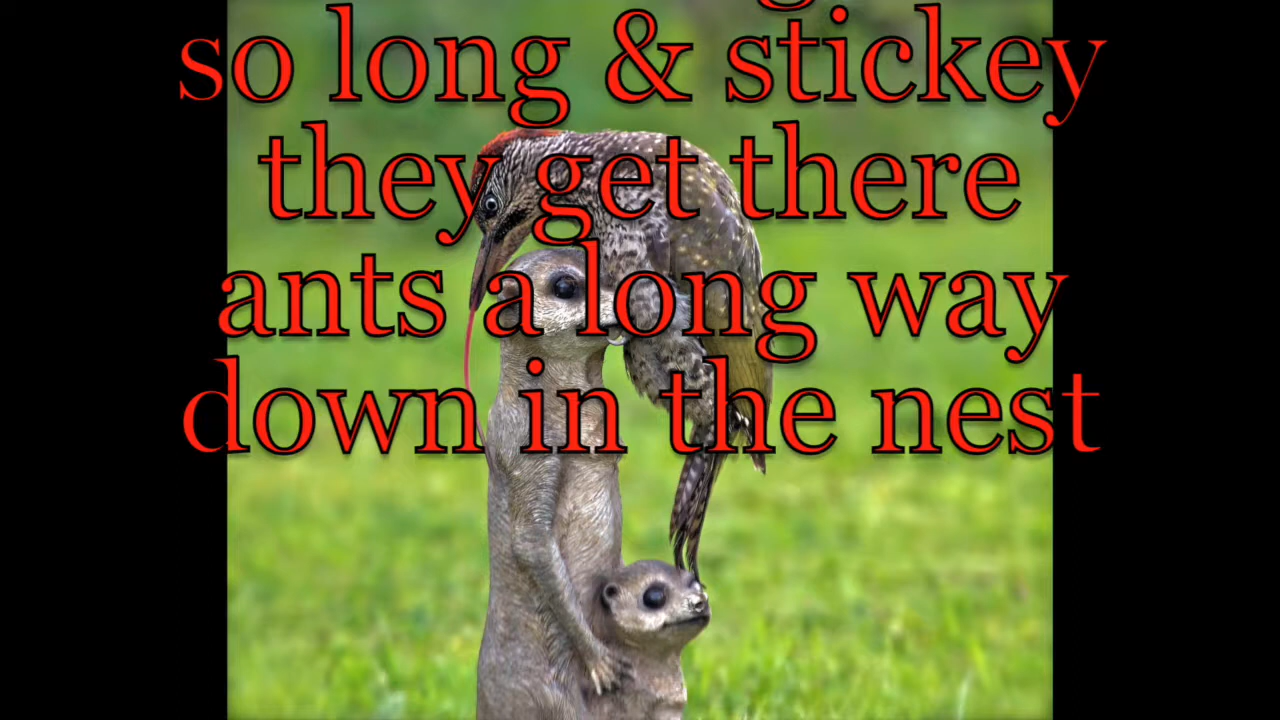 so long & stickey
they get there
ants a long way
down in the nest